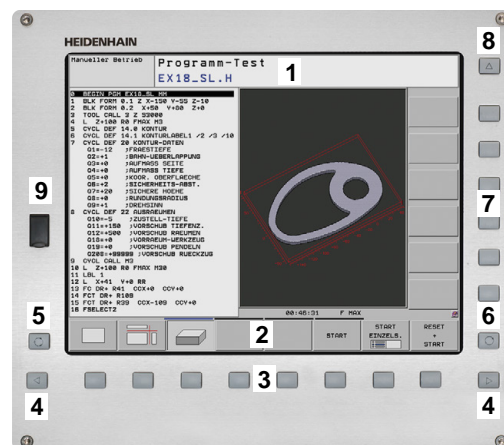 HEIDENHAIN
Manueller Betrieb
Programm-Test
EX18_SL.H
1
0 BEGIN PGM EX18_SL MM
1 BLK FORM 0.1 Z X-150 Y-55 Z-10
2 BLK FORM 0.2 X+50 Y+80 Z+0
3 TOOL CALL 3 Z S3000
4 L Z+100 R0 FMAX M3
5 CYCL DEF 14.0 KONTUR
6 CYCL DEF 14.1 KONTURLABEL1 /2 /3 /10
7 CYCL DEF 20 KONTUR-DATEN
Q1=-12 ;FRAESTIEFE
Q2=+1 ;BAHN-UEBERLAPPUNG
Q3=+0 ;AUFMASS SEITE
Q4=+0 ;AUFMASS TIEFE
Q5=+0 ;KOOR. OBERFLAECHE
Q6=+2 ;SICHERHEITS-ABST.
Q7=+20 ;SICHERE HOEHE
Q8=+0 ;RUNDUNGSRADIUS
Q9=+1 ;DREHSINN
8 CYCL DEF 22 AUSRAEUMEN
Q10=-5 ;ZUSTELL-TIEFE
Q11=+150 ;VORSCHUB TIEFENZ.
Q12=+500 ;VORSCHUB RAEUMEN
Q18=+0 ;VORRAEUM-WERKZEUG
Q19=+0 ;VORSCHUB PENDELN
Q208=+99999 ;VORSCHUB RUECKZUG
9 CYCL CALL M3
10 L Z+100 R0 FMAX M30
11 LBL 1
12 L X+41 Y+0 RR
13 FC DR+ R41 CCX+0 CCY+0
14 FCT DR+ R109
15 FCT DR+ R39 CCX-109 CCY+0
16 FSELECT2
00:46:31 F MAX
2
START
START EINZELS.
RESET + START
8
7
9
5
6
3
4
4